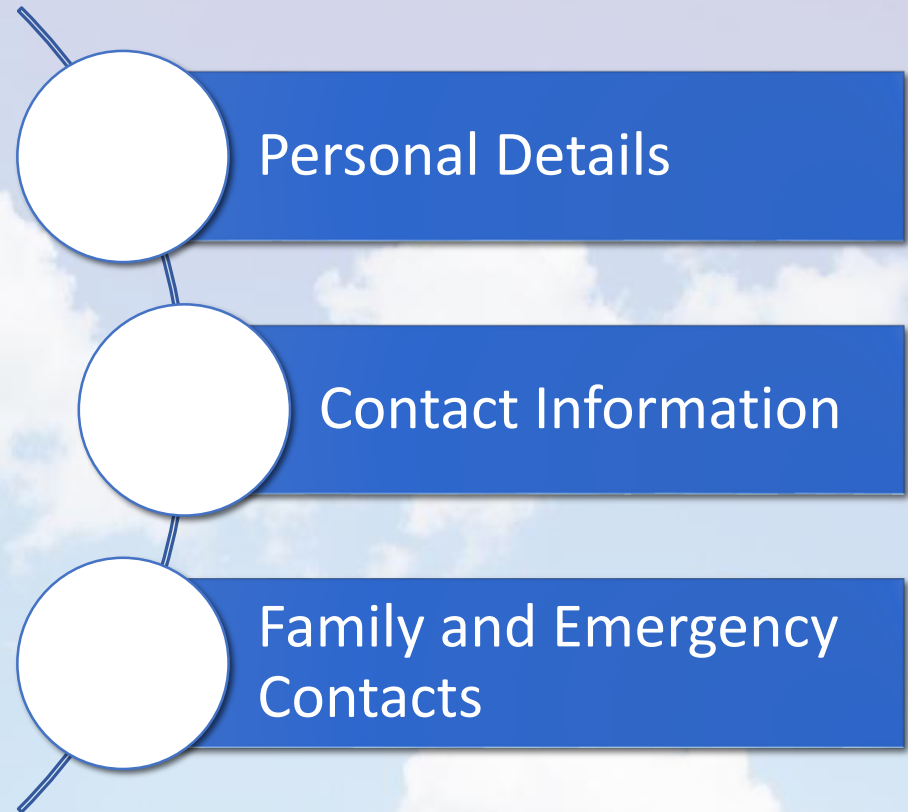 Personal Details
Contact Information
Family and Emergency
Contacts